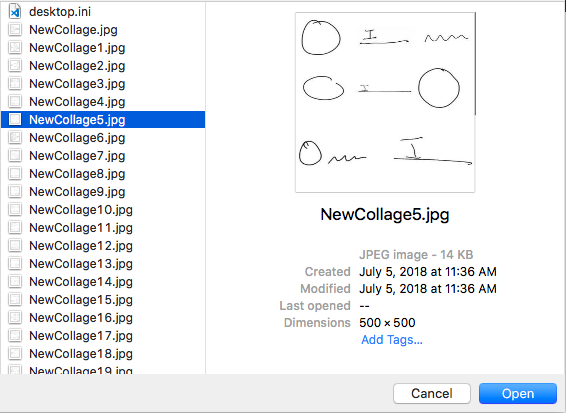 desktop.ini
NewCollage.jpg
NewCollage1.jpg
NewCollage2.jpg
NewCollage3.jpg
NewCollage4.jpg
NewCollage5.jpg
NewCollage6.jpg
NewCollage7.jpg
NewCollage8.jpg
NewCollage9.jpg
NewCollage10.jpg
NewCollage11.jpg
NewCollage12.jpg
NewCollage13.jpg
NewCollage14.jpg
NewCollage15.jpg
NewCollage16.jpg
NewCollage17.jpg
NewCollage18.jpg
NewCollage19.jpg
I
I
I
NewCollage5.jpg
JPEG image - 14 KB
Created July 5, 2018 at 11:36 AM
Modified July 5, 2018 at 11:36 AM
Last opened --
Dimensions 500 × 500
Add Tags...
Cancel Open